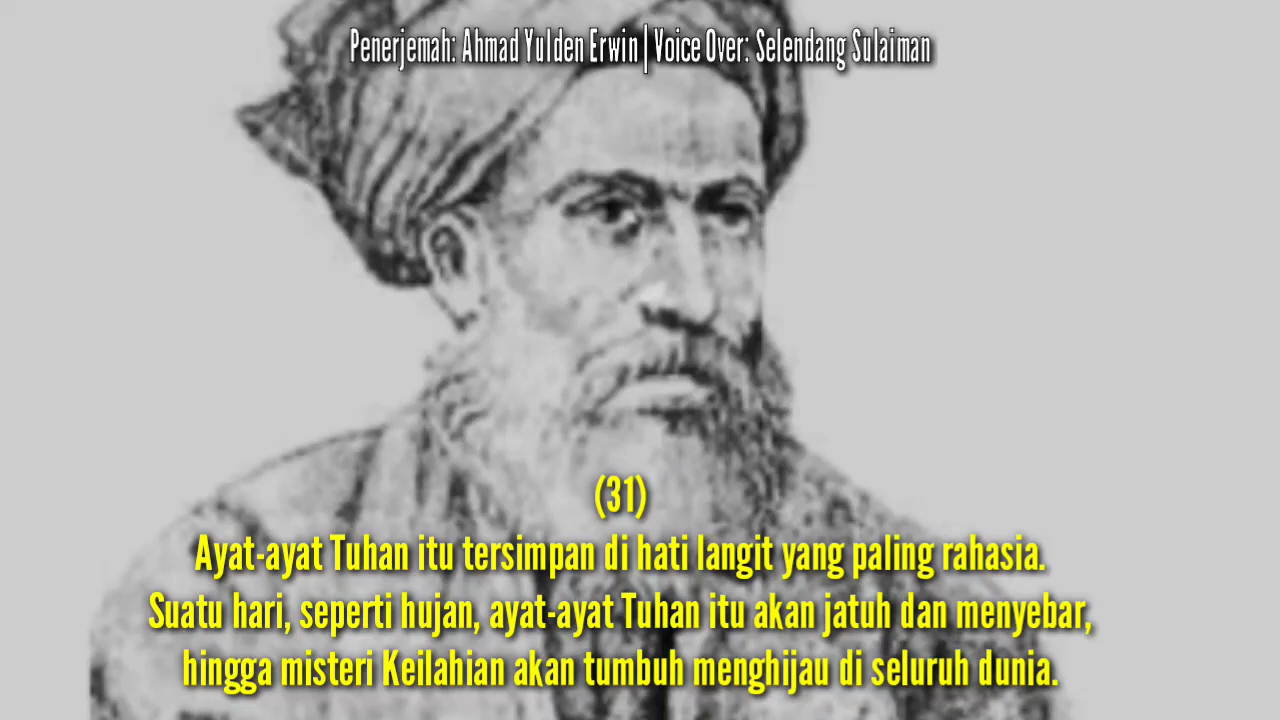 Penerjemah: Ahmad Yulden Erwin | Voice Over: Selendang Sulaiman
(31)
Ayat-ayat Tuhan itu tersimpan di hati langit yang paling rahasia.
Suatu hari, seperti hujan, ayat-ayat Tuhan itu akan jatuh dan menyebar,
hingga misteri Keilahian akan tumbuh menghijau di seluruh dunia.